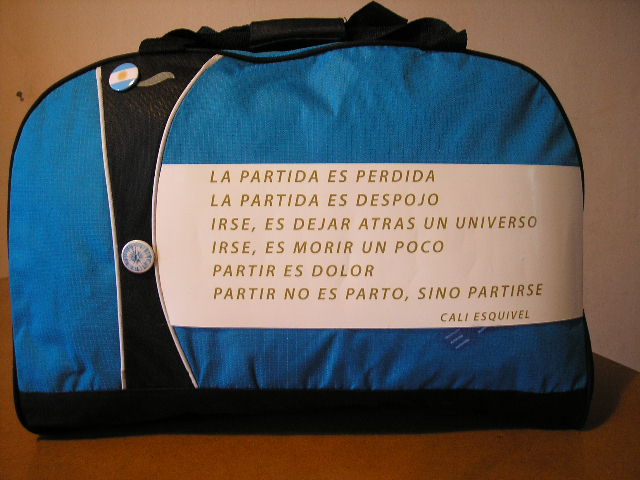 LA PARTIDA ES PERDIDA
LA PARTIDA ES DESPOJO
IRSE, ES DEJAR ATRAS UN UNIVERSO
IRSE, ES MORIR UN POCO
PARTIR ES DOLOR
PARTIR NO ES PARTO, SINO PARTIRSE
CALI ESQUIVEL